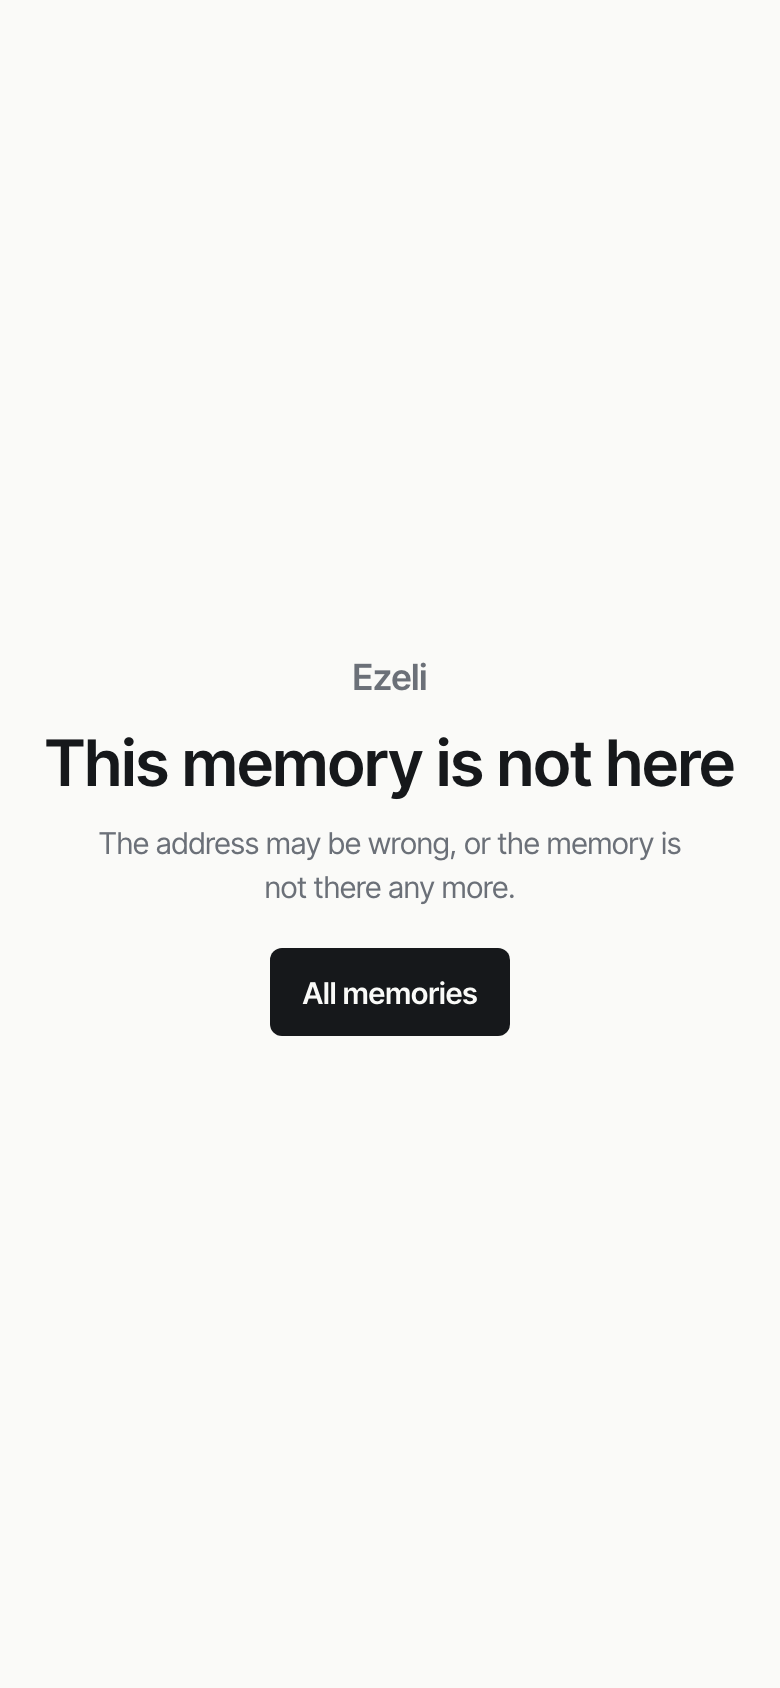 Ezeli
This memory is not here
The address may be wrong, or the memory is
not there any more.
All memories